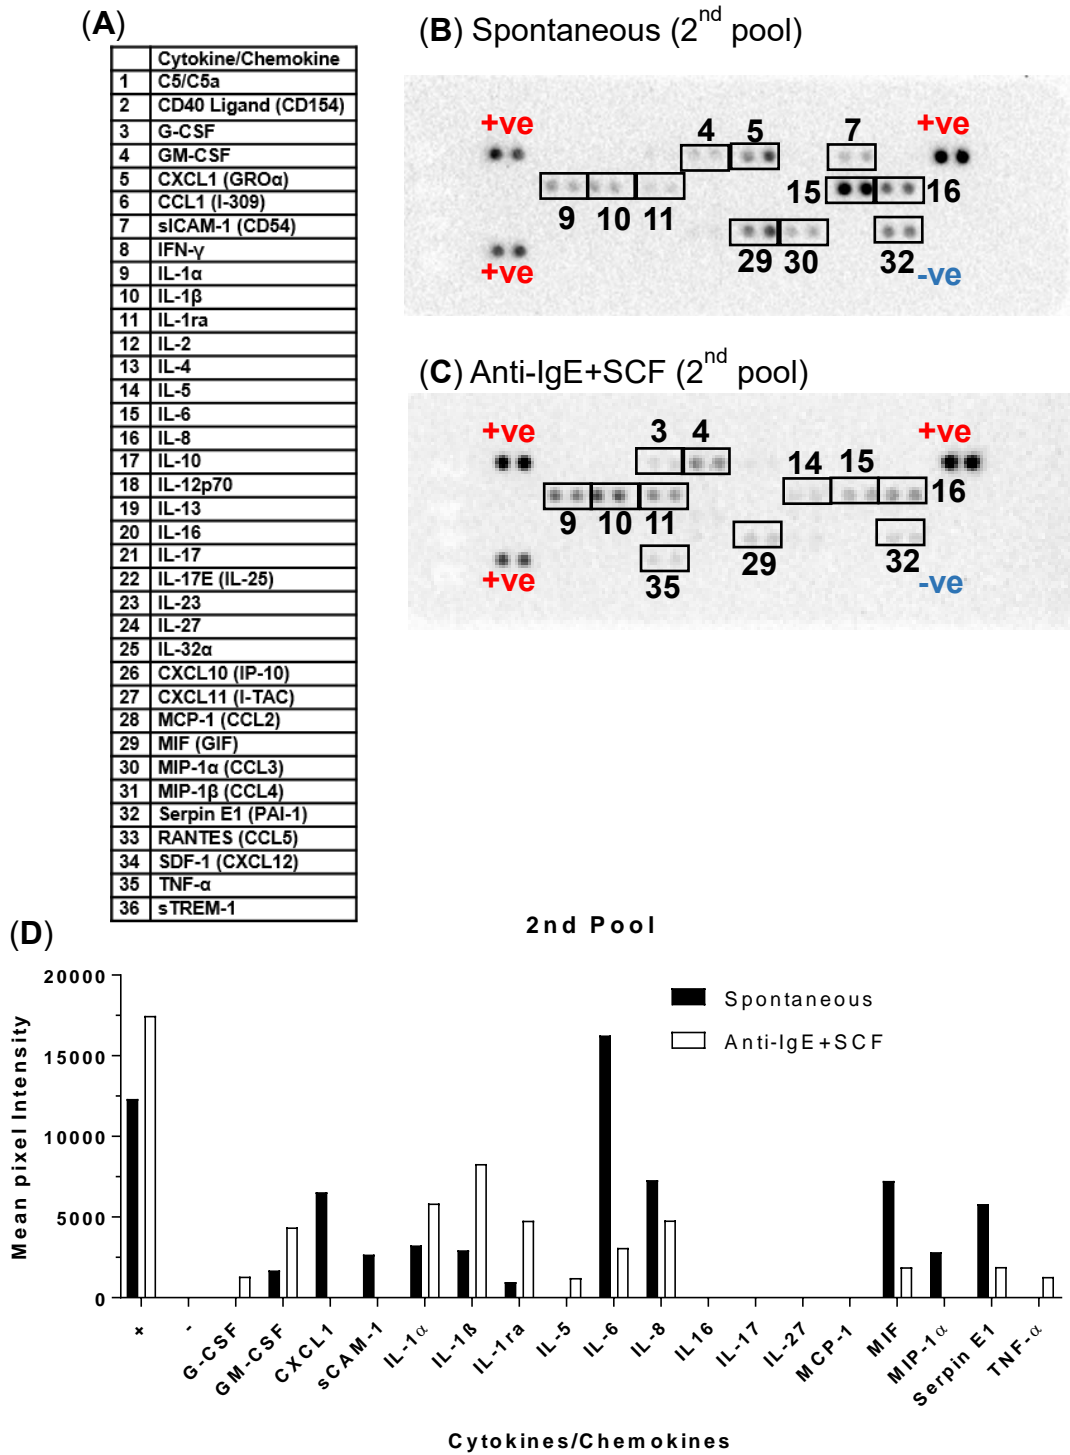 (A)
Cytokine/Chemokine
1 C5/C5a
2 CD40 Ligand (CD154)
3 G-CSF
4 GM-CSF
5 CXCL1 (GROα)
6 CCL1 (I-309)
7 sICAM-1 (CD54)
8 IFN-γ
9 IL-1α
10 IL-1β
11 IL-1ra
12 IL-2
13 IL-4
14 IL-5
15 IL-6
16 IL-8
17 IL-10
18 IL-12p70
19 IL-13
20 IL-16
21 IL-17
22 IL-17E (IL-25)
23 IL-23
24 IL-27
25 IL-32α
26 CXCL10 (IP-10)
27 CXCL11 (I-TAC)
28 MCP-1 (CCL2)
29 MIF (GIF)
30 MIP-1α (CCL3)
31 MIP-1β (CCL4)
32 Serpin E1 (PAI-1)
33 RANTES (CCL5)
34 SDF-1 (CXCL12)
35 TNF-α
36 sTREM-1
(B) Spontaneous (2nd pool)
+ve 4 5 7 +ve
15 16
9 10 11
29 30 32
+ve -ve
(C) Anti-IgE+SCF (2nd pool)
+ve 3 4 +ve
14 15
16
9 10 11
29 32
35
+ve -ve
(D)
2nd Pool
Mean pixel Intensity
20000
15000
10000
5000
0
Spontaneous
Anti-IgE+SCF
+
-
G-CSF
GM-CSF
CXCL1
sCAM-1
IL-1α
IL-1ß
IL-1ra
IL-5
IL-6
IL-8
IL16
IL-17
IL-27
MCP-1
MIF
MIP-1α
Serpin E1
TNF-α
Cytokines/Chemokines